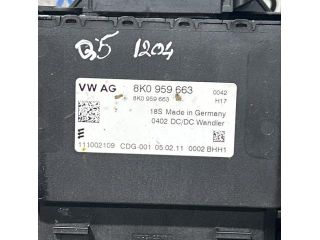 Q5 1204
VW AG 8K0 959 663 0042
8K0 959 663 H17
18S Made in Germany
0402 DC/DC Wandler
111002109 CDG-001 05.02.11 0002 BHH1